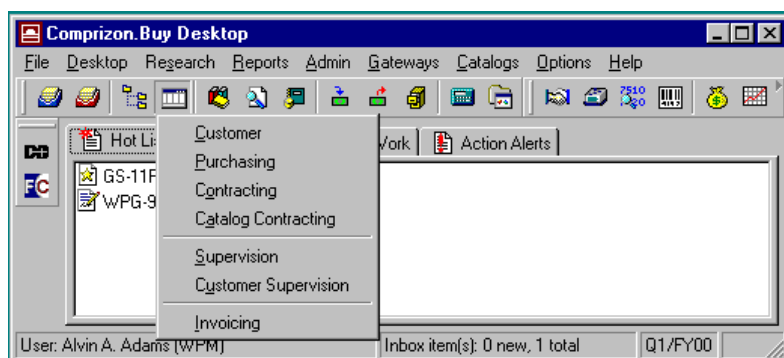 Comprizon.Buy Desktop
File Desktop Research Reports Admin Gateways Catalogs Options Help
7510
Hot Lis
Action Alerts
GS-11F
WPG-9
Customer
Purchasing
Contracting
Catalog Contracting
Supervision
Customer Supervision
Invoicing
User: Alvin A. Adams (WPM) Inbox item(s): 0 new, 1 total Q1/FY00